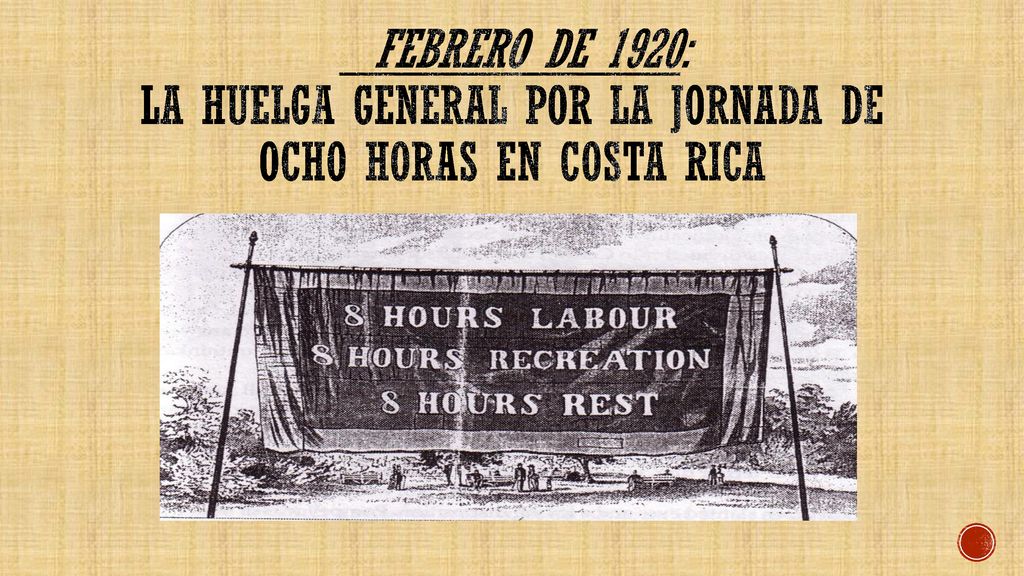 FEBRERO DE 1920:
LA HUELGA GENERAL POR LA JORNADA DE
OCHO HORAS EN COSTA RICA
8 HOURS LABOUR
8 HOURS RECREATION
8 HOURS REST